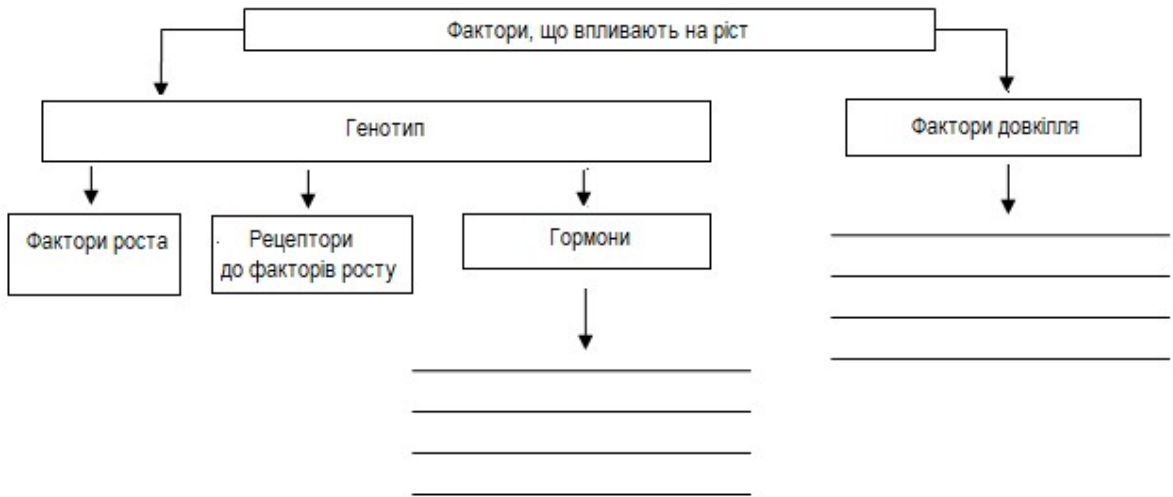 Фактори, що впливають на ріст
Генотип
Фактори довкілля
Фактори роста
Рецептори
до факторів росту
Гормони